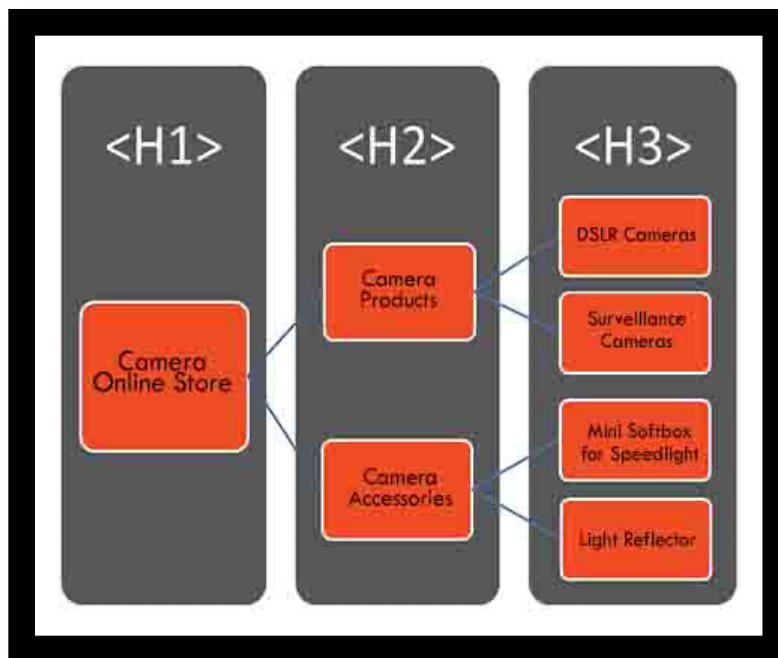 <H1>
<H2>
<H3>
Camera
Online Store
Camera
Products
Camera
Accessories
DSLR Cameras
Surveillance
Cameras
Mini Softbox
for Speedlight
Light Reflector